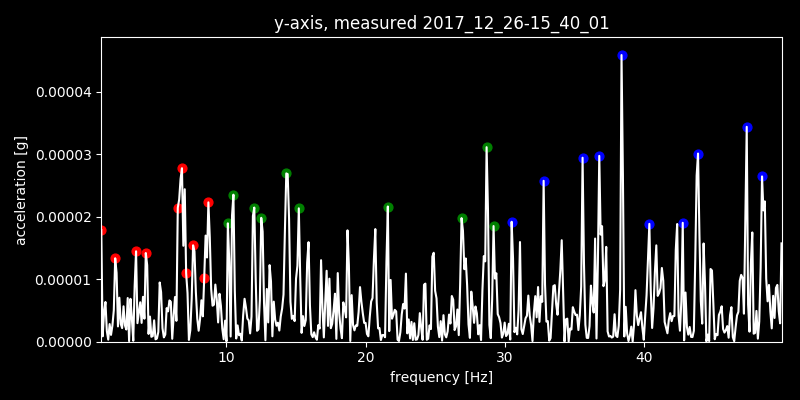 y-axis, measured 2017_12_26-15_40_01
acceleration [g]
0.00004
0.00003
0.00002
0.00001
0.00000
10 20 30 40
frequency [Hz]